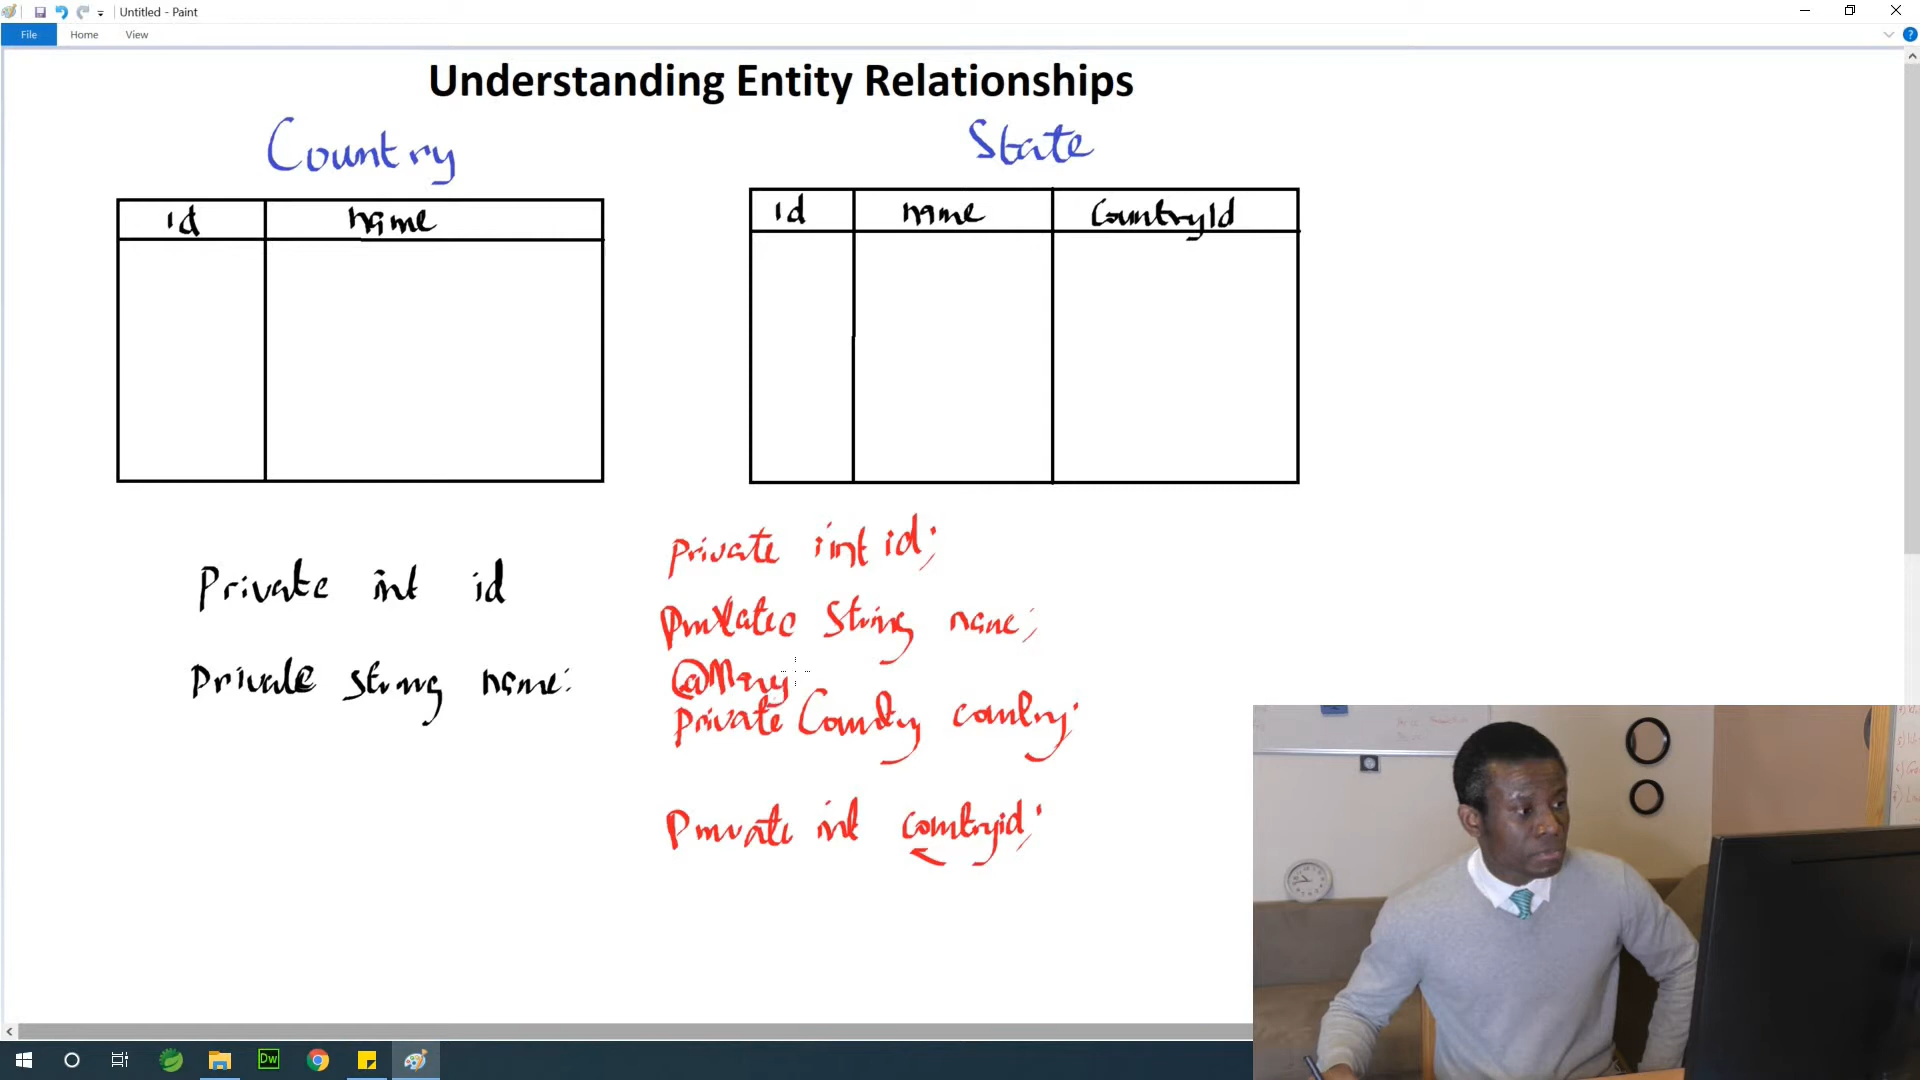 Untitled - Paint
File Home View
Understanding Entity Relationships
Country
State
id name
id name CountryId
private int id;
Private int id
Private String name;
Private String name;
@Many
private Country country;
Private int countryid;
Dw